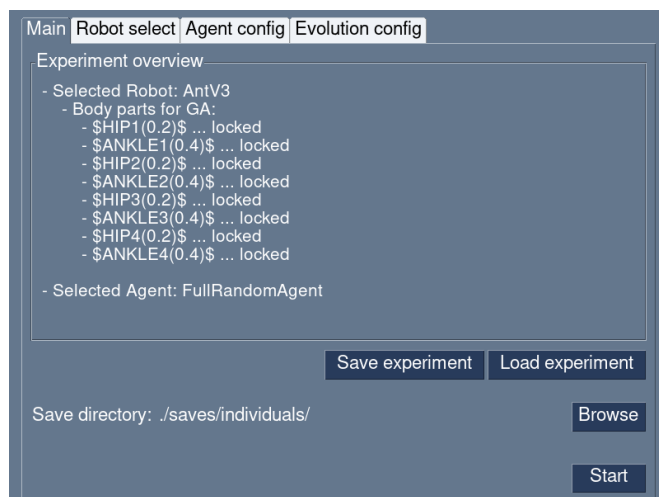 Main Robot select Agent config Evolution config
Experiment overview
- Selected Robot: AntV3
- Body parts for GA:
- $HIP1(0.2)$ ... locked
- $ANKLE1(0.4)$ ... locked
- $HIP2(0.2)$ ... locked
- $ANKLE2(0.4)$ ... locked
- $HIP3(0.2)$ ... locked
- $ANKLE3(0.4)$ ... locked
- $HIP4(0.2)$ ... locked
- $ANKLE4(0.4)$ ... locked
- Selected Agent: FullRandomAgent
Save experiment Load experiment
Save directory: ./saves/individuals/ Browse
Start